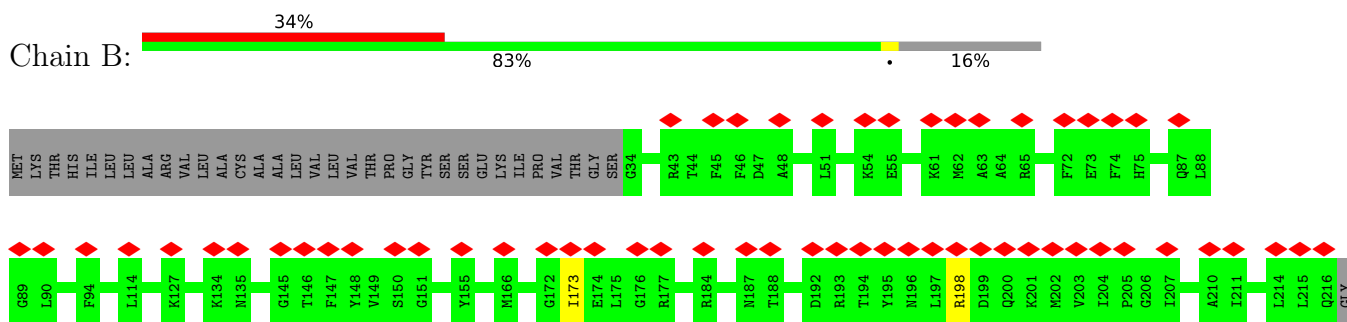 34%
Chain B:
83%
•
16%
MET LYS THR HIS ILE LEU LEU ALA ARG VAL LEU ALA CYS ALA ALA LEU VAL LEU VAL THR PRO GLY TYR SER SER GLU LYS ILE PRO VAL THR GLY SER G34 R43 T44 F45 F46 D47 A48 L51 K54 E55 K61 M62 A63 A64 R65 F72 E73 F74 H75 Q87 L88
G89 L90 F94 L114 K127 K134 N135 G145 T146 F147 Y148 V149 S150 G151 Y155 M166 G172 I173 E174 L175 G176 R177 R184 N187 T188 D192 R193 T194 Y195 N196 L197 R198 D199 Q200 K201 M202 V203 I204 P205 G206 I207 A210 I211 L214 L215 Q216 GLY